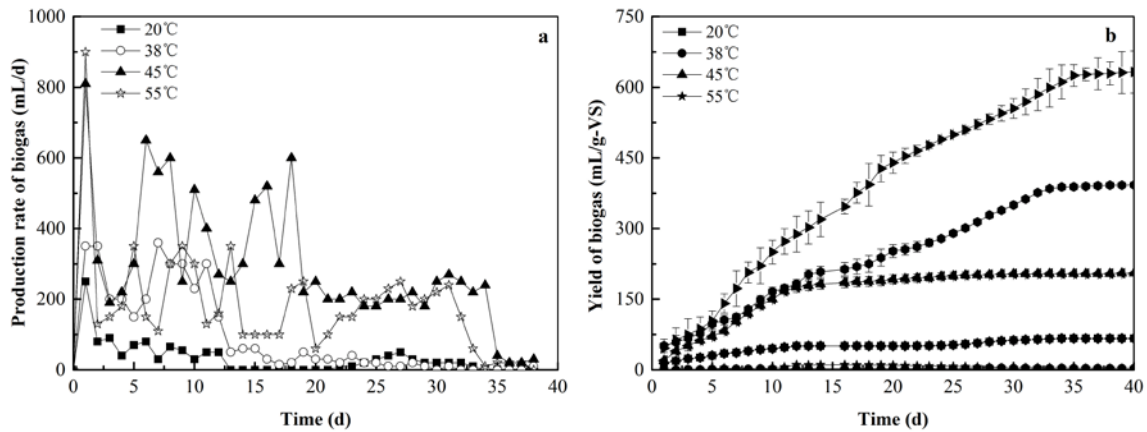 1000
800
600
400
200
0
Production rate of biogas (mL/d)
20℃
38℃
45℃
55℃
a
0 5 10 15 20 25 30 35 40
Time (d)
750
600
450
300
150
0
Yield of biogas (mL/g-VS)
20℃
38℃
45℃
55℃
b
0 5 10 15 20 25 30 35 40
Time (d)